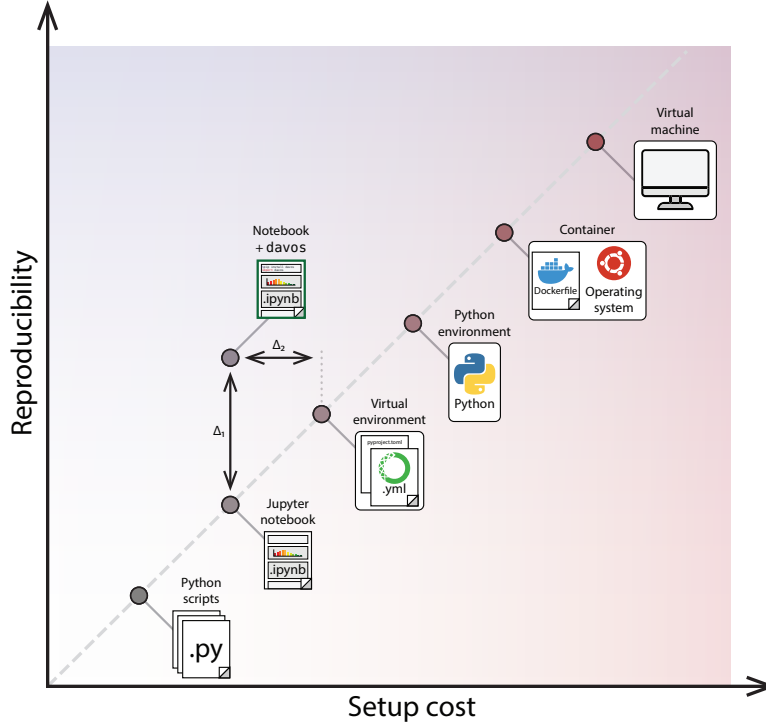 Reproducibility
Setup cost
Virtual
machine
Container
Dockerfile
Operating
system
Python
environment
Python
Virtual
environment
pyproject.toml
.yml
Notebook
+ davos
.ipynb
Δ₂
Δ₁
Jupyter
notebook
.ipynb
Python
scripts
.py